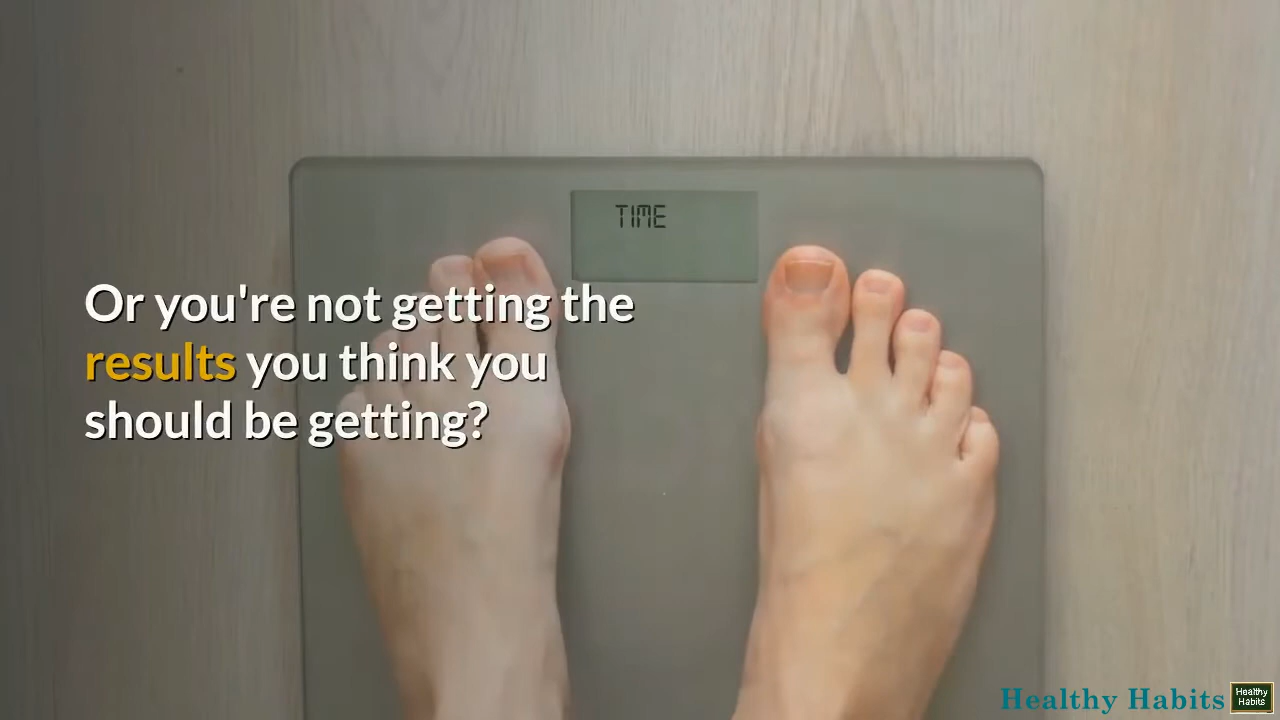 TIME
Or you're not getting the
results you think you
should be getting?
Healthy Habits
Healthy
Habits